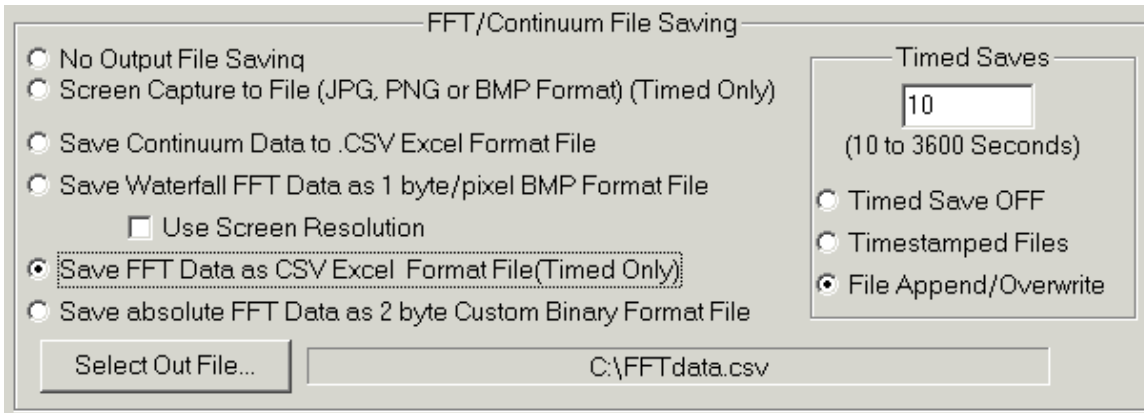 FFT/Continuum File Saving
No Output File Saving
Screen Capture to File (JPG, PNG or BMP Format) (Timed Only)
Save Continuum Data to .CSV Excel Format File
Save Waterfall FFT Data as 1 byte/pixel BMP Format File
Use Screen Resolution
Save FFT Data as CSV Excel  Format File(Timed Only)
Save absolute FFT Data as 2 byte Custom Binary Format File
Select Out File...
C:\FFTdata.csv
Timed Saves
10
(10 to 3600 Seconds)
Timed Save OFF
Timestamped Files
File Append/Overwrite